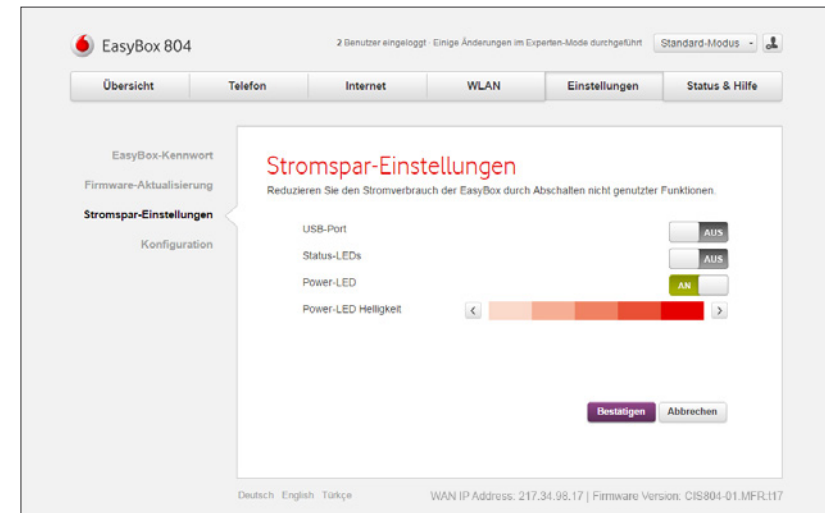 EasyBox 804
2 Benutzer eingeloggt · Einige Änderungen im Experten-Mode durchgeführt
Standard-Modus
Übersicht
Telefon
Internet
WLAN
Einstellungen
Status & Hilfe
EasyBox-Kennwort
Firmware-Aktualisierung
Stromspar-Einstellungen
Konfiguration
Stromspar-Einstellungen
Reduzieren Sie den Stromverbrauch der EasyBox durch Abschalten nicht genutzter Funktionen.
USB-Port
AUS
Status-LEDs
AUS
Power-LED
AN
Power-LED Helligkeit
Bestätigen
Abbrechen
Deutsch English Türkçe
WAN IP Address: 217.34.98.17 | Firmware Version: CIS804-01.MFR.t17